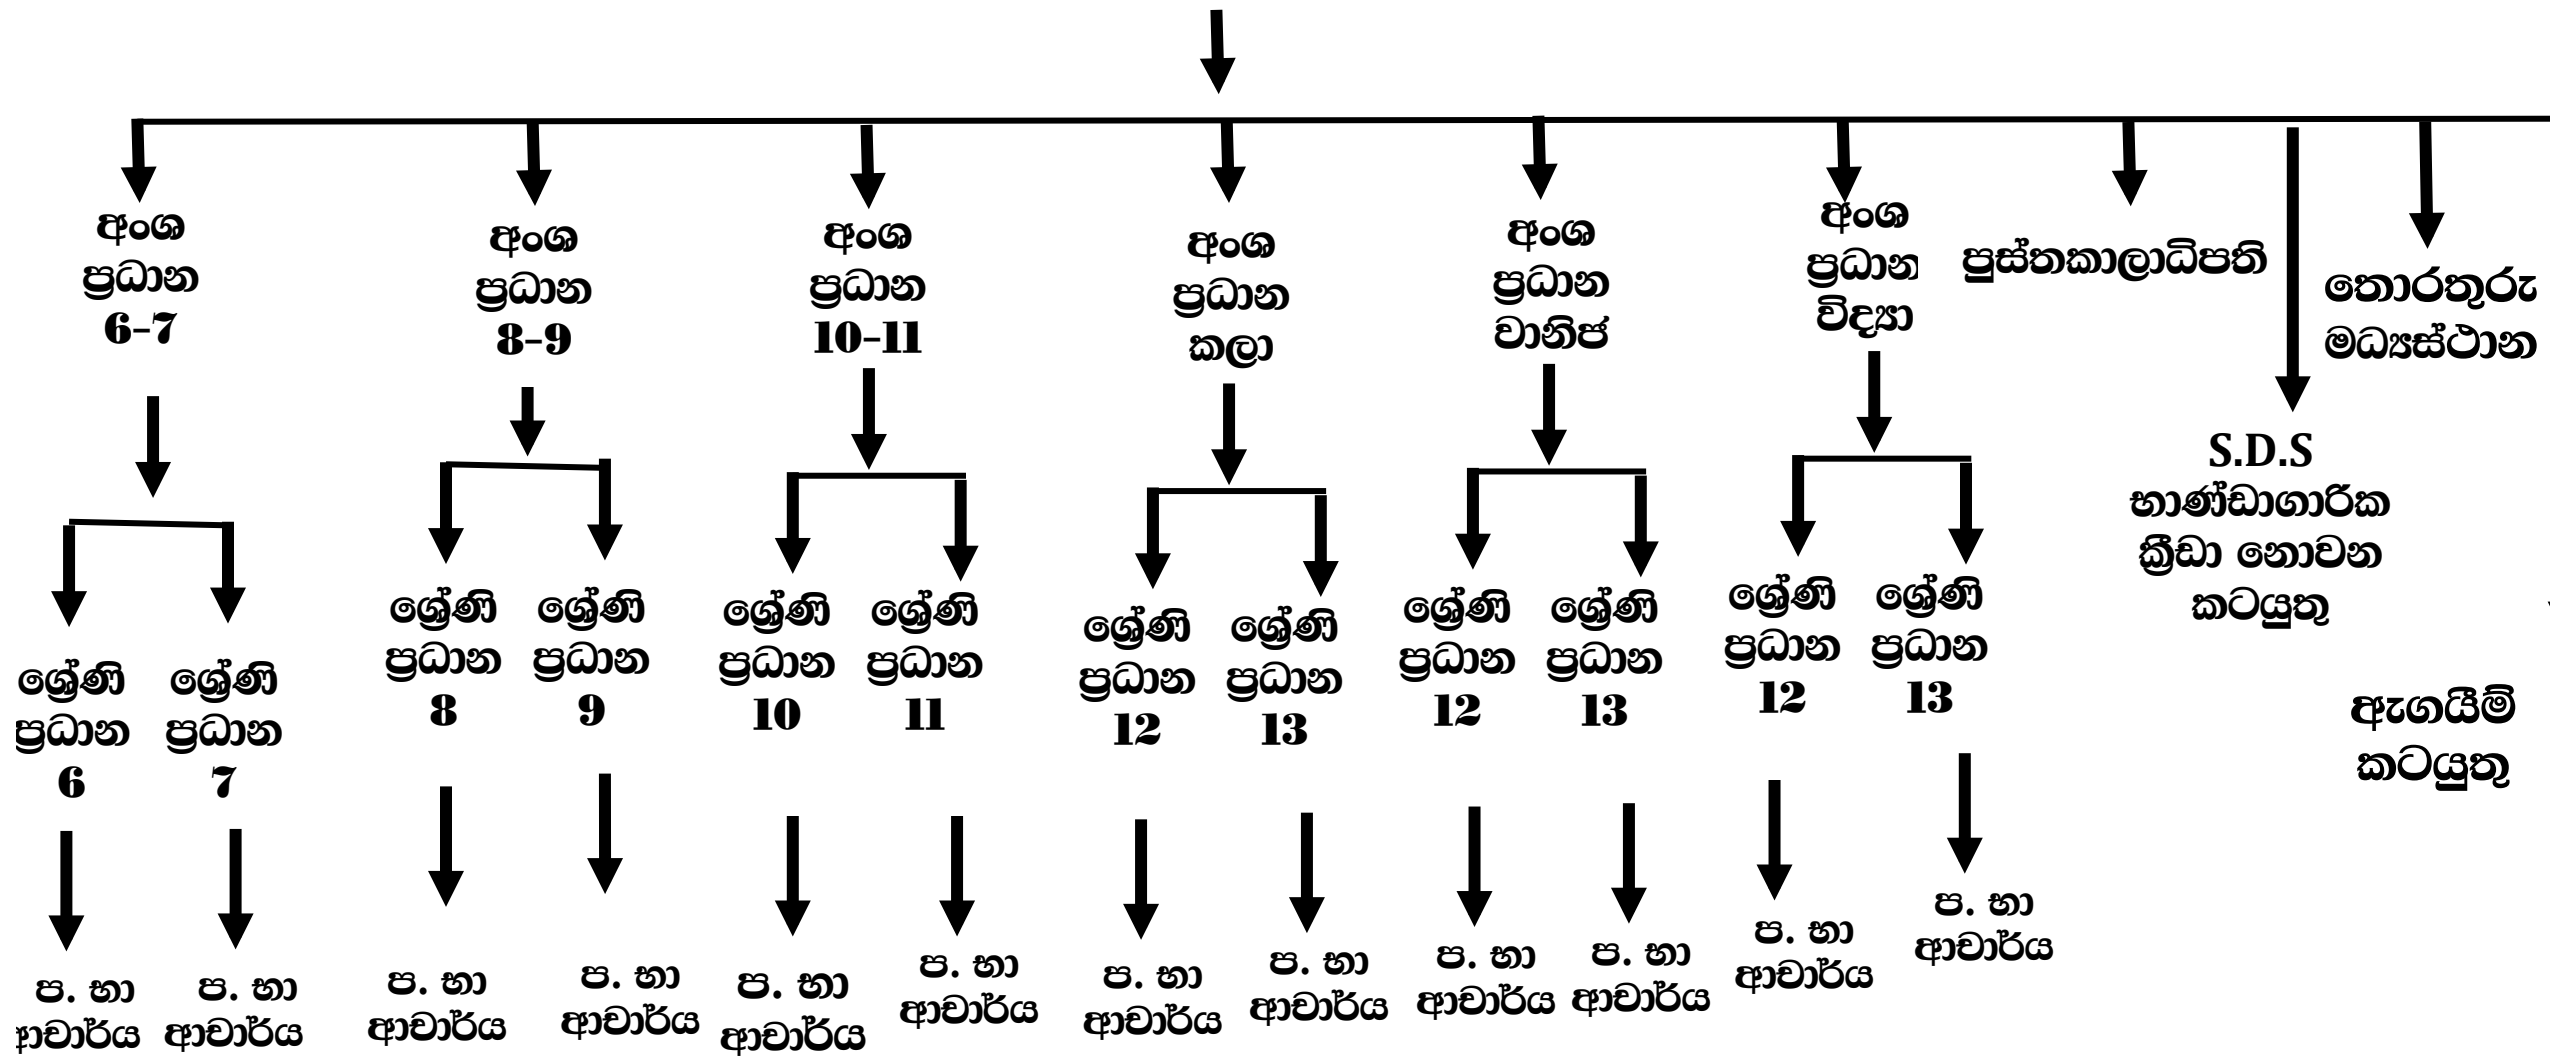 අංශ
ප්‍රධාන
6-7
අංශ
ප්‍රධාන
8-9
අංශ
ප්‍රධාන
10-11
අංශ
ප්‍රධාන
කලා
අංශ
ප්‍රධාන
වානිජ
අංශ
ප්‍රධාන
විද්‍යා
පුස්තකාලාධිපති
තොරතුරු
මධ්‍යස්ථාන
S.D.S
භාණ්ඩාගාරික
ක්‍රීඩා නොවන
කටයුතු
ඇගයීම්
කටයුතු
ශ්‍රේණි
ප්‍රධාන
6
ශ්‍රේණි
ප්‍රධාන
7
ශ්‍රේණි
ප්‍රධාන
8
ශ්‍රේණි
ප්‍රධාන
9
ශ්‍රේණි
ප්‍රධාන
10
ශ්‍රේණි
ප්‍රධාන
11
ශ්‍රේණි
ප්‍රධාන
12
ශ්‍රේණි
ප්‍රධාන
13
ශ්‍රේණි
ප්‍රධාන
12
ශ්‍රේණි
ප්‍රධාන
13
ශ්‍රේණි
ප්‍රධාන
12
ශ්‍රේණි
ප්‍රධාන
13
ප. භා
ආචාර්ය
ප. භා
ආචාර්ය
ප. භා
ආචාර්ය
ප. භා
ආචාර්ය
ප. භා
ආචාර්ය
ප. භා
ආචාර්ය
ප. භා
ආචාර්ය
ප. භා
ආචාර්ය
ප. භා
ආචාර්ය
ප. භා
ආචාර්ය
ප. භා
ආචාර්ය
ප. භා
ආචාර්ය